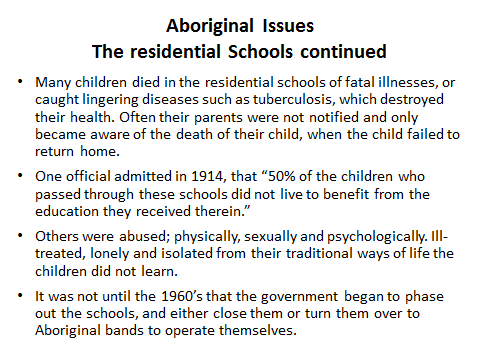 Aboriginal Issues
The residential Schools continued
• Many children died in the residential schools of fatal illnesses, or
caught lingering diseases such as tuberculosis, which destroyed
their health. Often their parents were not notified and only
became aware of the death of their child, when the child failed to
return home.
• One official admitted in 1914, that “50% of the children who
passed through these schools did not live to benefit from the
education they received therein.”
• Others were abused; physically, sexually and psychologically. Ill-
treated, lonely and isolated from their traditional ways of life the
children did not learn.
• It was not until the 1960’s that the government began to phase
out the schools, and either close them or turn them over to
Aboriginal bands to operate themselves.